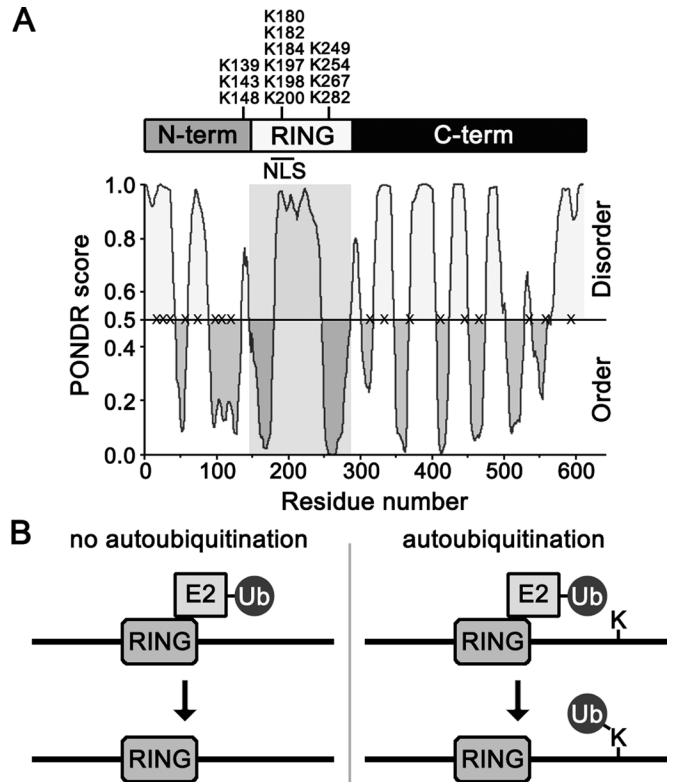 A
K180
K182
K184 K249
K139 K197 K254
K143 K198 K267
K148 K200 K282
N-term RING C-term
NLS
1.0
0.8
0.6
0.5
0.4
0.2
0.0
PONDR score
Disorder
Order
0 100 200 300 400 500 600
Residue number
B
no autoubiquitination autoubiquitination
E2 Ub E2 Ub
K
RING RING
Ub
K
RING RING